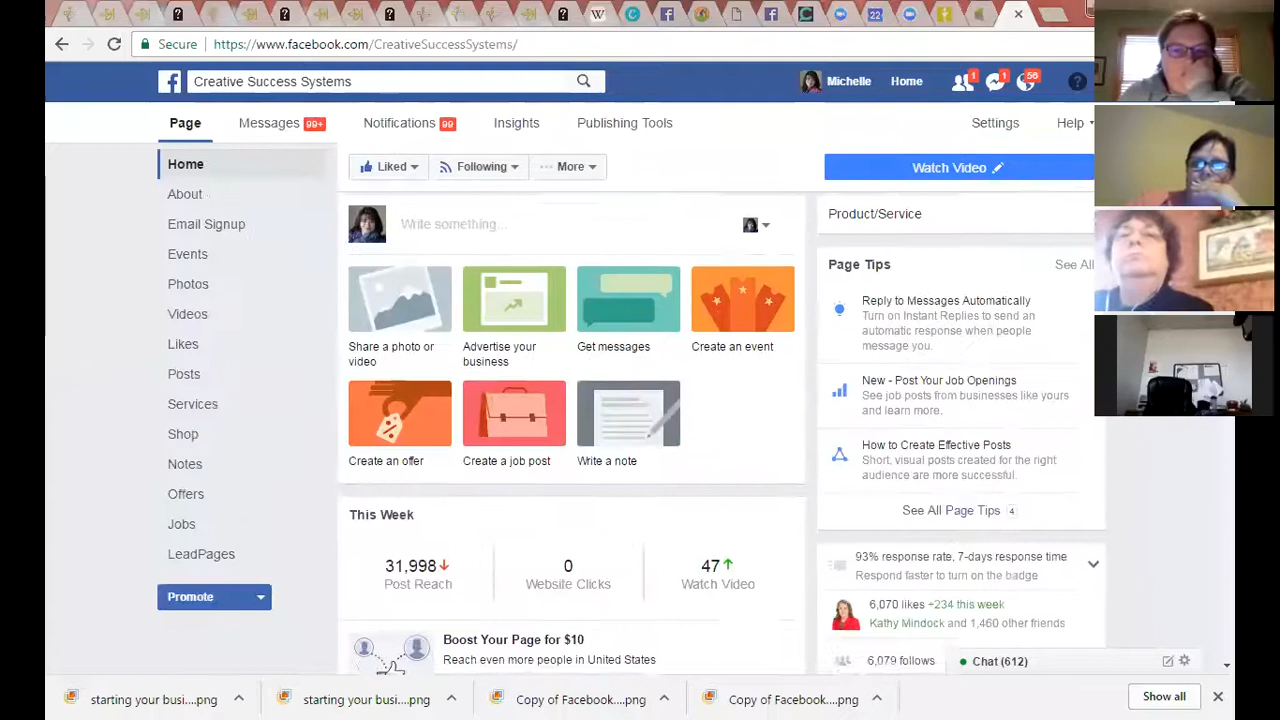 ? ? ? ? W 22
Secure https://www.facebook.com/CreativeSuccessSystems/
f Creative Success Systems Michelle Home 1 1 56 ?
Page Messages 99+ Notifications 99 Insights Publishing Tools Settings Help
Home
About
Email Signup
Events
Photos
Videos
Likes
Posts
Services
Shop
Notes
Offers
Jobs
LeadPages
Promote
Liked Following ... More
Watch Video
Write something...
Share a photo or video
Advertise your business
Get messages
Create an event
Create an offer
Create a job post
Write a note
This Week
31,998 0 47
Post Reach Website Clicks Watch Video
Boost Your Page for $10
Reach even more people in United States
Product/Service
Page Tips See All
Reply to Messages Automatically
Turn on Instant Replies to send an
automatic response when people
message you.
New - Post Your Job Openings
See job posts from businesses like yours
and learn more.
How to Create Effective Posts
Short, visual posts created for the right
audience are more successful.
See All Page Tips 4
93% response rate, 7-days response time
Respond faster to turn on the badge
6,070 likes +234 this week
Kathy Mindock and 1,460 other friends
6,079 follows
Chat (612)
starting your busi....png starting your busi....png Copy of Facebook....png Copy of Facebook....png Show all